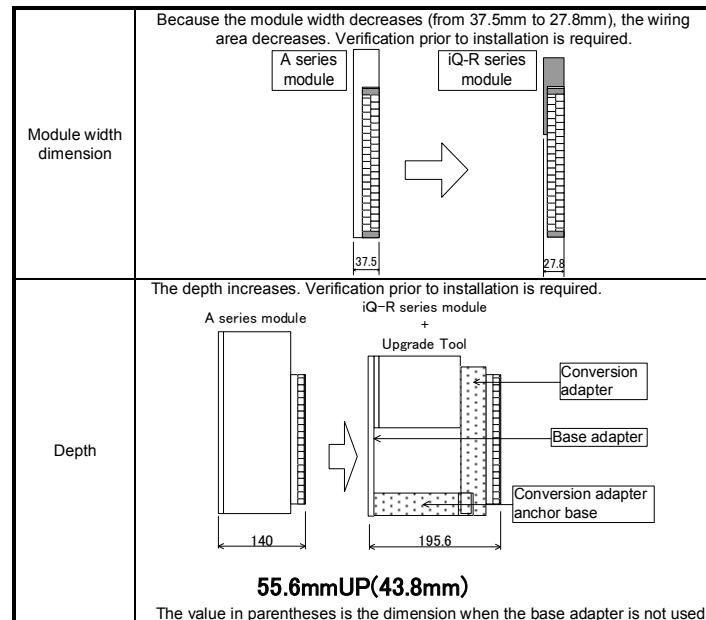 Because the module width decreases (from 37.5mm to 27.8mm), the wiring
area decreases. Verification prior to installation is required.
A series
module
iQ-R series
module
Module width
dimension
37.5
27.8
The depth increases. Verification prior to installation is required.
A series module
iQ-R series module
+
Upgrade Tool
Conversion
adapter
Base adapter
Depth
Conversion adapter
anchor base
140
195.6
55.6mmUP(43.8mm)
The value in parentheses is the dimension when the base adapter is not used